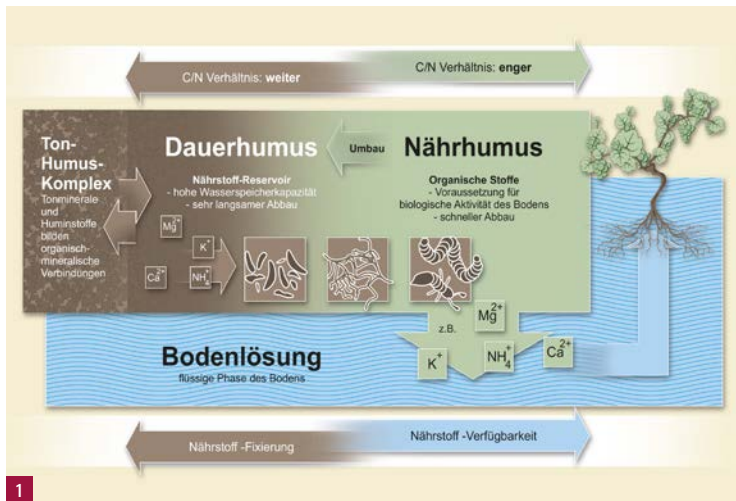 C/N Verhältnis: weiter
C/N Verhältnis: enger
Ton-
Humus-
Komplex
Tonminerale
und
Huminstoffe
bilden
organisch-
mineralische
Verbindungen
Dauerhumus
Nährstoff-Reservoir
- hohe Wasserspeicherkapazität
- sehr langsamer Abbau
Umbau
Nährhumus
Organische Stoffe
- Voraussetzung für
biologische Aktivität des Bodens
- schneller Abbau
Mg2+
K+
Ca2+
NH4+
z.B.
Mg2+
K+
NH4+
Ca2+
Bodenlösung
flüssige Phase des Bodens
Nährstoff -Fixierung
Nährstoff -Verfügbarkeit
1